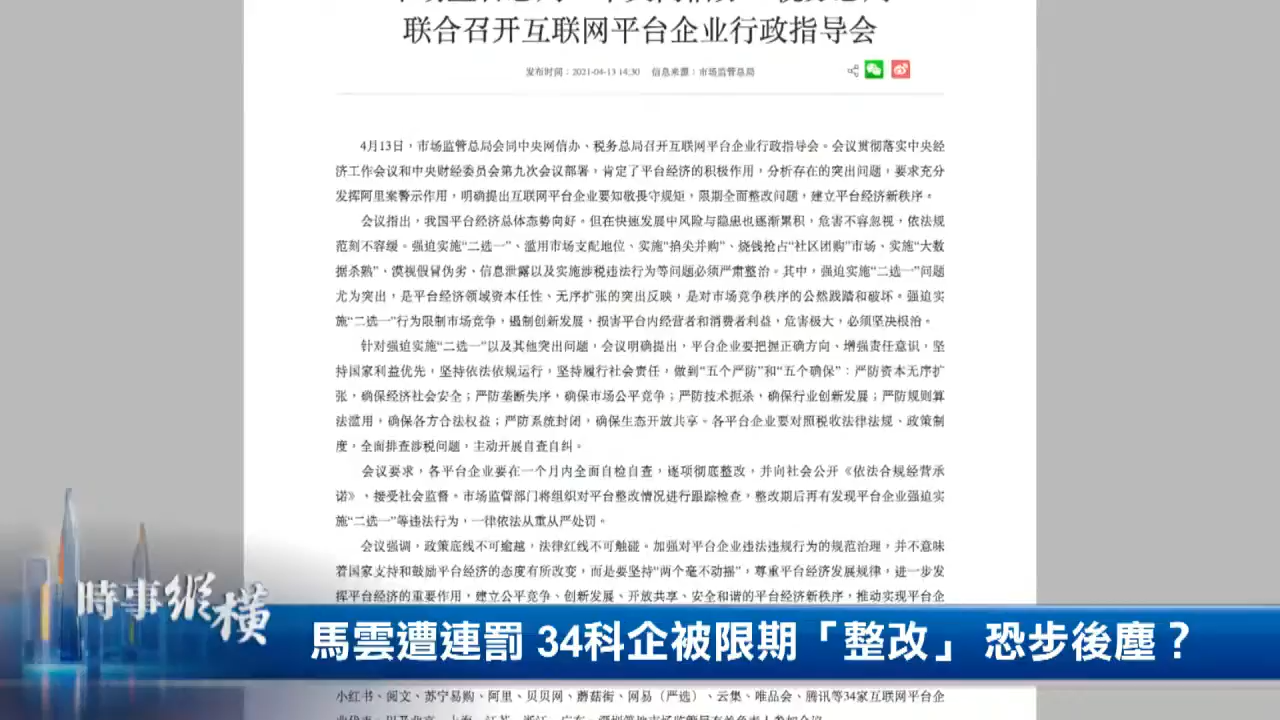 联合召开互联网平台企业行政指导会
发布时间：2021-04-13 14:30 信息来源：市场监管总局
4月13日，市场监管总局会同中央网信办、税务总局召开互联网平台企业行政指导会。会议贯彻落实中央经
济工作会议和中央财经委员会第九次会议部署，肯定了平台经济的积极作用，分析存在的突出问题，要求充分
发挥阿里案警示作用，明确提出互联网平台企业要知敬畏守规矩，限期全面整改问题，建立平台经济新秩序。
会议指出，我国平台经济总体态势向好。但在快速发展中风险与隐患也逐渐累积，危害不容忽视，依法规
范刻不容缓。强迫实施“二选一”、滥用市场支配地位、实施“掐尖并购”、烧钱抢占“社区团购”市场、实施“大数
据杀熟”、漠视假冒伪劣、信息泄露以及实施涉税违法行为等问题必须严肃整治。其中，强迫实施“二选一”问题
尤为突出，是平台经济领域资本任性、无序扩张的突出反映，是对市场竞争秩序的公然践踏和破坏。强迫实
施“二选一”行为限制市场竞争，遏制创新发展，损害平台内经营者和消费者利益，危害极大，必须坚决根治。
针对强迫实施“二选一”以及其他突出问题，会议明确提出，平台企业要把握正确方向、增强责任意识，坚
持国家利益优先，坚持依法依规运行，坚持履行社会责任，做到“五个严防”和“五个确保”：严防资本无序扩
张，确保经济社会安全；严防垄断失序，确保市场公平竞争；严防技术扼杀，确保行业创新发展；严防规则算
法滥用，确保各方合法权益；严防系统封闭，确保生态开放共享。各平台企业要对照税收法律法规、政策制
度，全面排查涉税问题，主动开展自查自纠。
会议要求，各平台企业要在一个月内全面自检自查，逐项彻底整改，并向社会公开《依法合规经营承
诺》，接受社会监督。市场监管部门将组织对平台整改情况进行跟踪检查，整改期后再有发现平台企业强迫实
施“二选一”等违法行为，一律依法从重从严处罚。
会议强调，政策底线不可逾越，法律红线不可触碰。加强对平台企业违法违规行为的规范治理，并不意味
着国家支持和鼓励平台经济的态度有所改变，而是要坚持“两个毫不动摇”，尊重平台经济发展规律，进一步发
挥平台经济的重要作用，建立公平竞争、创新发展、开放共享、安全和谐的平台经济新秩序，推动实现平台企
時事縱橫
馬雲遭連罰 34科企被限期「整改」 恐步後塵？
小红书、阅文、苏宁易购、阿里、贝贝网、蘑菇街、网易（严选）、云集、唯品会、腾讯等34家互联网平台企